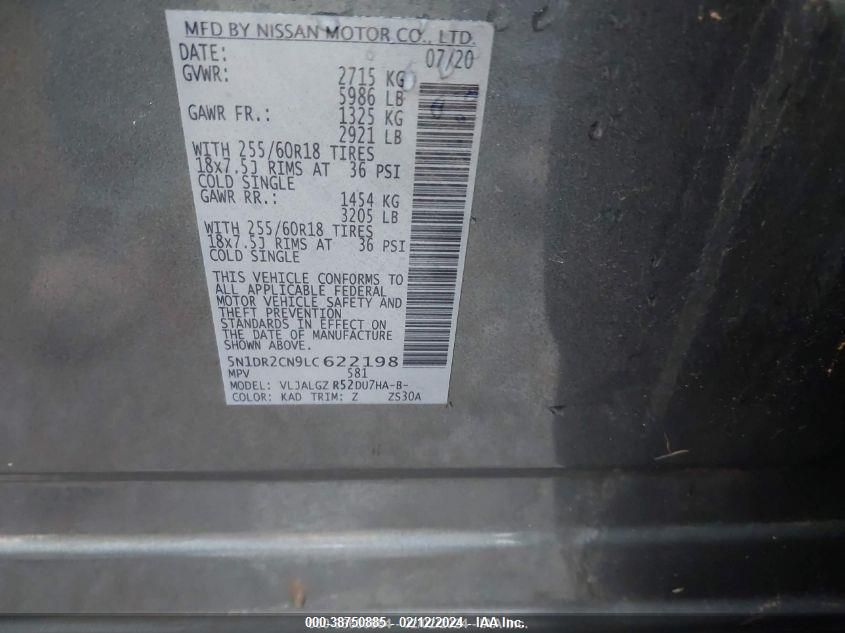 MFD BY NISSAN MOTOR CO., LTD.
DATE: 07/20
GVWR: 2715 KG
5986 LB
GAWR FR.: 1325 KG
2921 LB
WITH 255/60R18 TIRES
18x7.5J RIMS AT 36 PSI
COLD SINGLE
GAWR RR.: 1454 KG
3205 LB
WITH 255/60R18 TIRES
18x7.5J RIMS AT 36 PSI
COLD SINGLE
THIS VEHICLE CONFORMS TO
ALL APPLICABLE FEDERAL
MOTOR VEHICLE SAFETY AND
THEFT PREVENTION
STANDARDS IN EFFECT ON
THE DATE OF MANUFACTURE
SHOWN ABOVE.
5N1DR2CN9LC622198
MPV 581
MODEL: VLJALGZ R52DU7HA-B-
COLOR: KAD TRIM: Z ZS30A
000-38750885 - 02/12/2024 - IAA Inc.